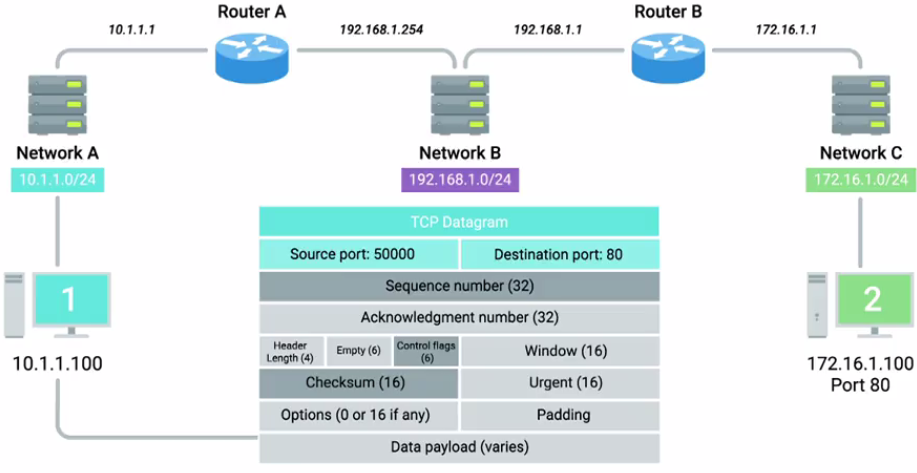 Router A
Router B
10.1.1.1
192.168.1.254
192.168.1.1
172.16.1.1
Network A
Network B
Network C
10.1.1.0/24
192.168.1.0/24
172.16.1.0/24
TCP Datagram
Source port: 50000
Destination port: 80
Sequence number (32)
Acknowledgment number (32)
Header
Length (4)
Empty (6)
Control flags
(6)
Window (16)
Checksum (16)
Urgent (16)
Options (0 or 16 if any)
Padding
Data payload (varies)
1
10.1.1.100
2
172.16.1.100
Port 80